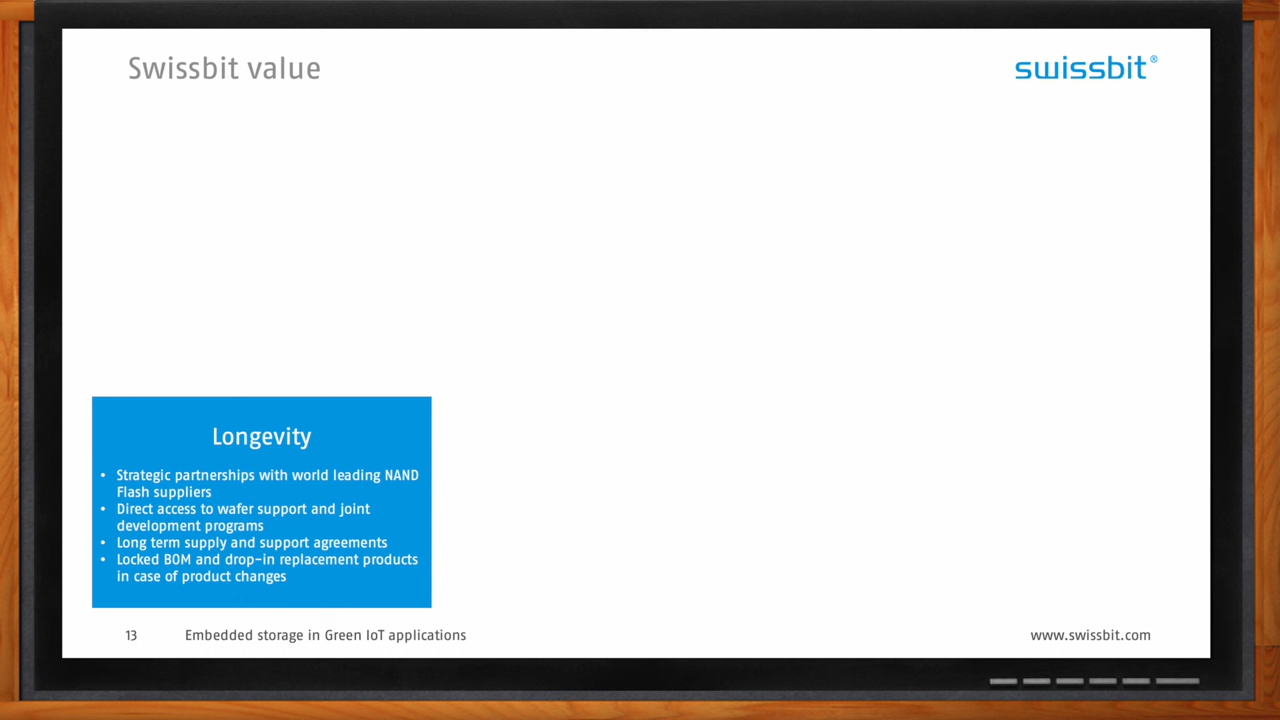 Swissbit value
swissbit®
Longevity
• Strategic partnerships with world leading NAND
Flash suppliers
• Direct access to wafer support and joint
development programs
• Long term supply and support agreements
• Locked BOM and drop-in replacement products
in case of product changes
13 Embedded storage in Green IoT applications www.swissbit.com